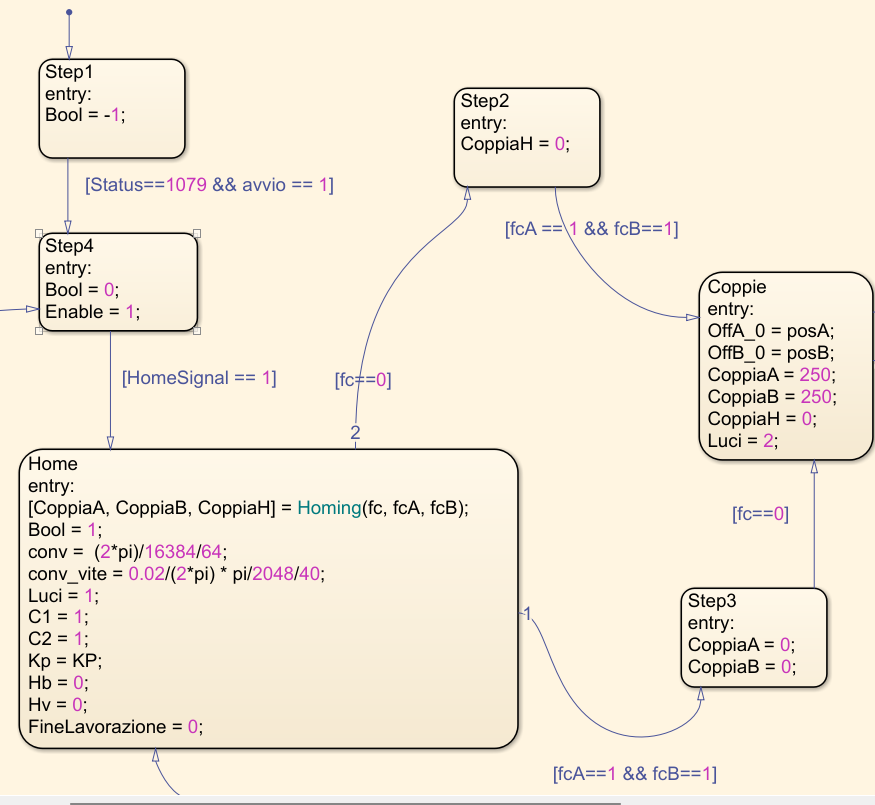 Step1
entry:
Bool = -1;
[Status==1079 && avvio == 1]
Step4
entry:
Bool = 0;
Enable = 1;
[HomeSignal == 1]
Step2
entry:
CoppiaH = 0;
[fcA == 1 && fcB==1]
[fc==0]
2
Coppie
entry:
OffA_0 = posA;
OffB_0 = posB;
CoppiaA = 250;
CoppiaB = 250;
CoppiaH = 0;
Luci = 2;
Home
entry:
[CoppiaA, CoppiaB, CoppiaH] = Homing(fc, fcA, fcB);
Bool = 1;
conv =  (2*pi)/16384/64;
conv_vite = 0.02/(2*pi) * pi/2048/40;
Luci = 1;
C1 = 1;
C2 = 1;
Kp = KP;
Hb = 0;
Hv = 0;
FineLavorazione = 0;
1
[fc==0]
Step3
entry:
CoppiaA = 0;
CoppiaB = 0;
[fcA==1 && fcB==1]